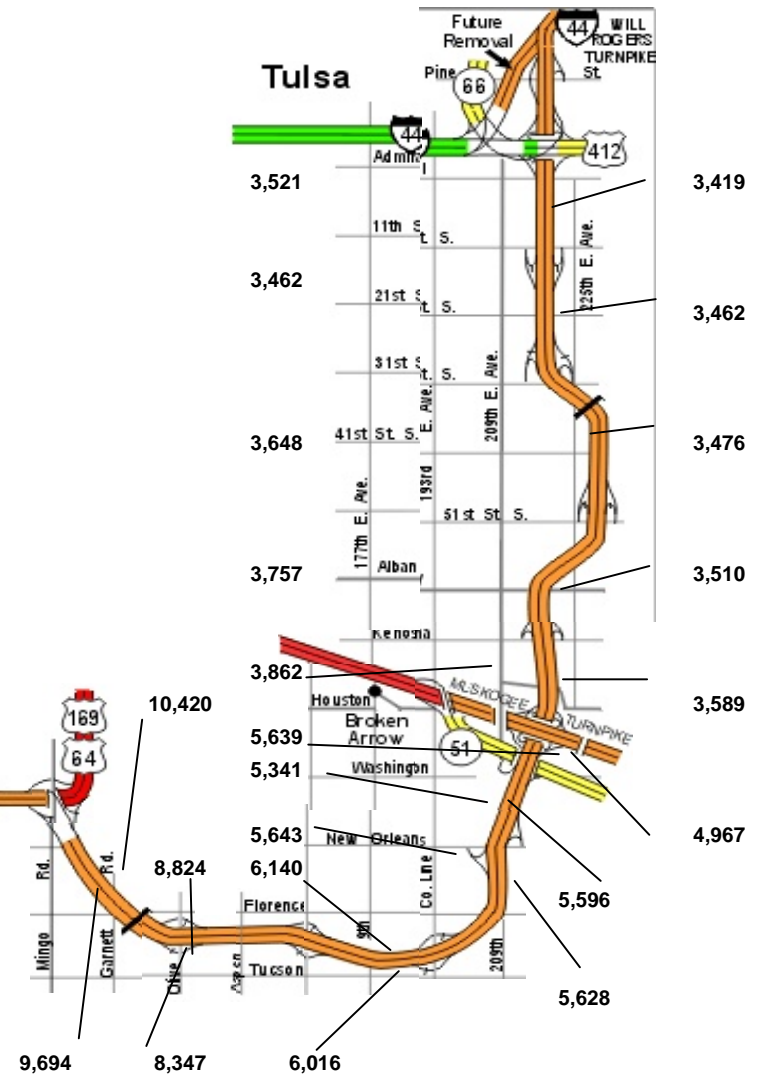 Future
Removal
44
WILL
ROGERS
TURNPIKE
Pine
St.
66
Tulsa
44
412
Admi
3,521
3,419
11th St. S.
225th E. Ave.
3,462
21st St. S.
3,462
31st St. S.
209th E. Ave.
193rd E. Ave.
41st St. S.
3,648
3,476
177th E. Ave.
51st St. S.
3,757
Alban
3,510
Kenosha
3,862
MUSKOGEE TURNPIKE
Houston
3,589
169
10,420
Broken
Arrow
5,639
51
64
5,341
Washington
5,643
New Orleans
4,967
Mingo Rd.
Garnett Rd.
8,824
6,140
Co. Line
5,596
Florence
9th
Olive
Aspen
Tucson
209th
5,628
9,694
8,347
6,016